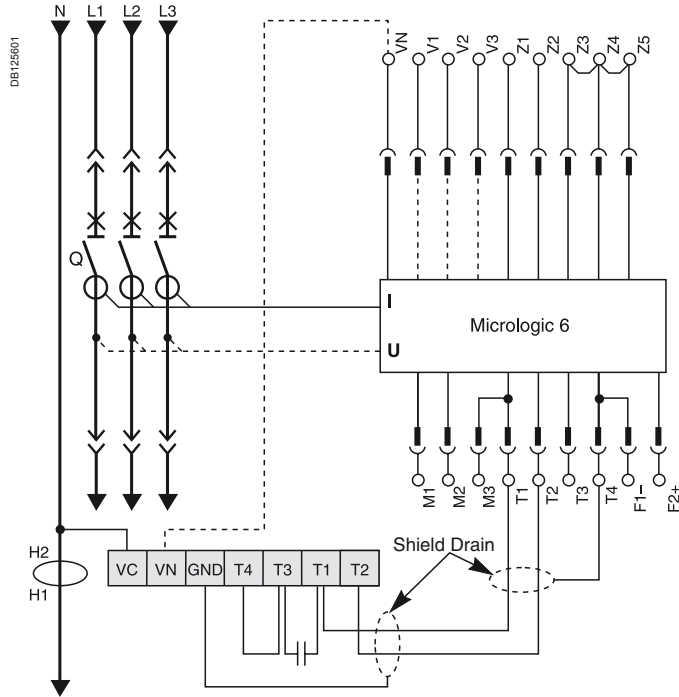 N L1 L2 L3
DB125601
VN V1 V2 V3 Z1 Z2 Z3 Z4 Z5
Q
I
Micrologic 6
U
M1 M2 M3 T1 T2 T3 T4 F1– F2+
Shield Drain
H2
H1
VC VN GND T4 T3 T1 T2